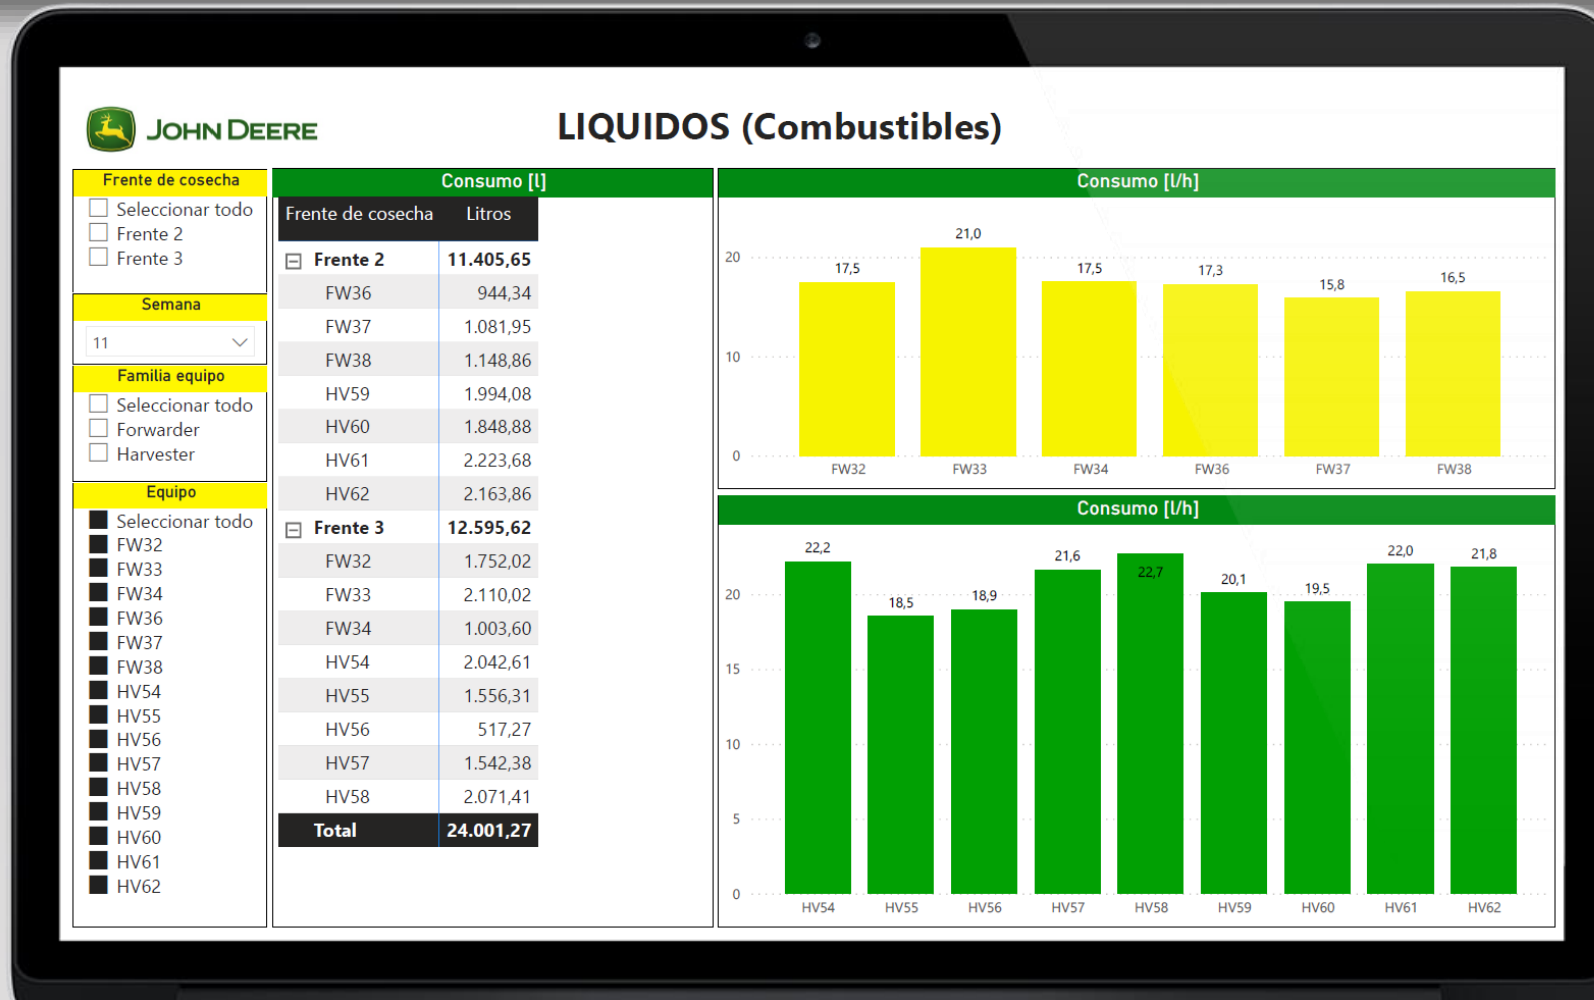 JOHN DEERE
LIQUIDOS (Combustibles)
Frente de cosecha
Seleccionar todo
Frente 2
Frente 3
Semana
11
Familia equipo
Seleccionar todo
Forwarder
Harvester
Equipo
Seleccionar todo
FW32
FW33
FW34
FW36
FW37
FW38
HV54
HV55
HV56
HV57
HV58
HV59
HV60
HV61
HV62
Consumo [l]
Frente de cosecha Litros
Frente 2 11.405,65
FW36 944,34
FW37 1.081,95
FW38 1.148,86
HV59 1.994,08
HV60 1.848,88
HV61 2.223,68
HV62 2.163,86
Frente 3 12.595,62
FW32 1.752,02
FW33 2.110,02
FW34 1.003,60
HV54 2.042,61
HV55 1.556,31
HV56 517,27
HV57 1.542,38
HV58 2.071,41
Total 24.001,27
Consumo [l/h]
20
10
0
17,5 21,0 17,5 17,3 15,8 16,5
FW32 FW33 FW34 FW36 FW37 FW38
Consumo [l/h]
20
15
10
5
0
22,2 18,5 18,9 21,6 22,7 20,1 19,5 22,0 21,8
HV54 HV55 HV56 HV57 HV58 HV59 HV60 HV61 HV62